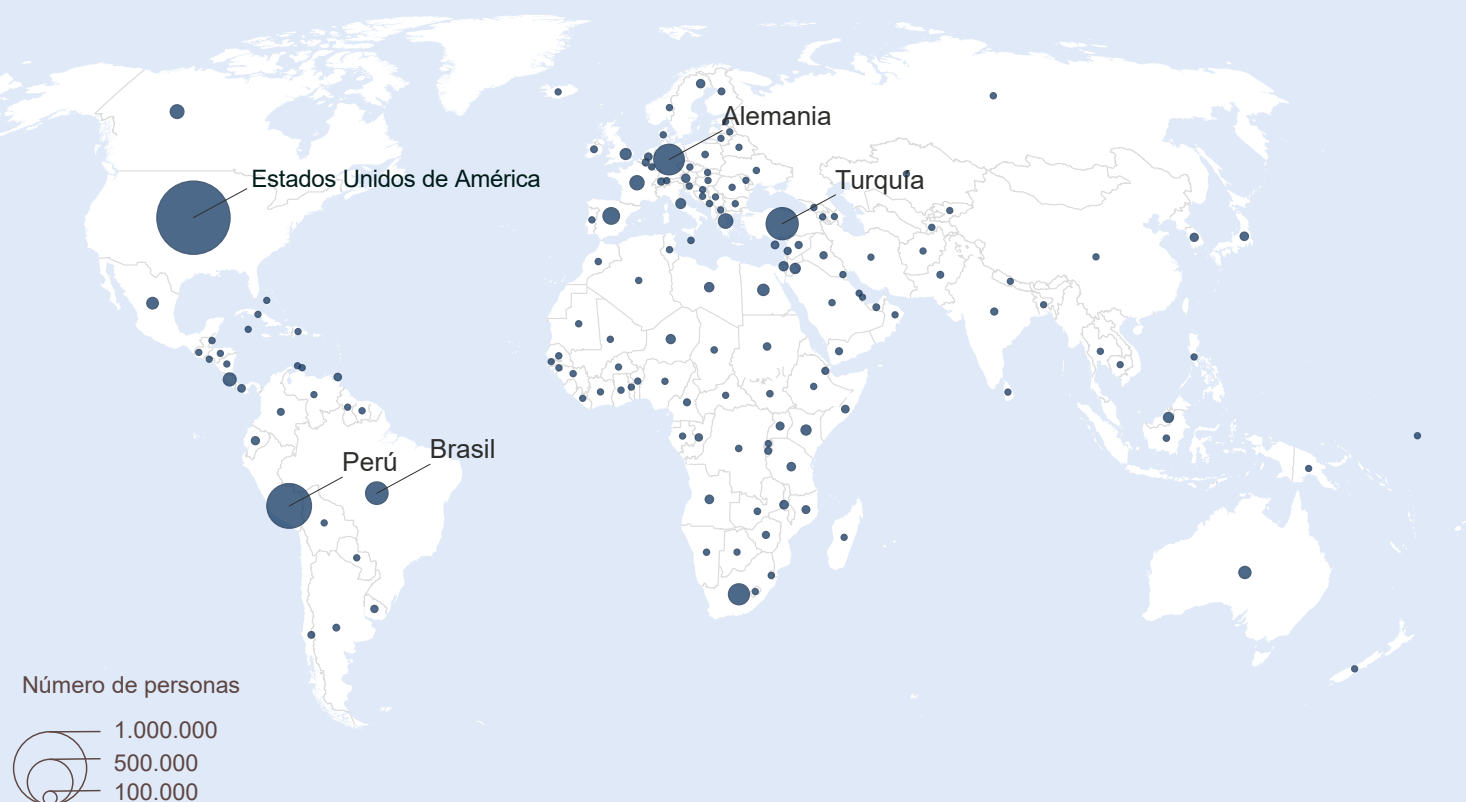 Alemania
Estados Unidos de América
Turquía
Brasil
Perú
Número de personas
1.000.000
500.000
100.000